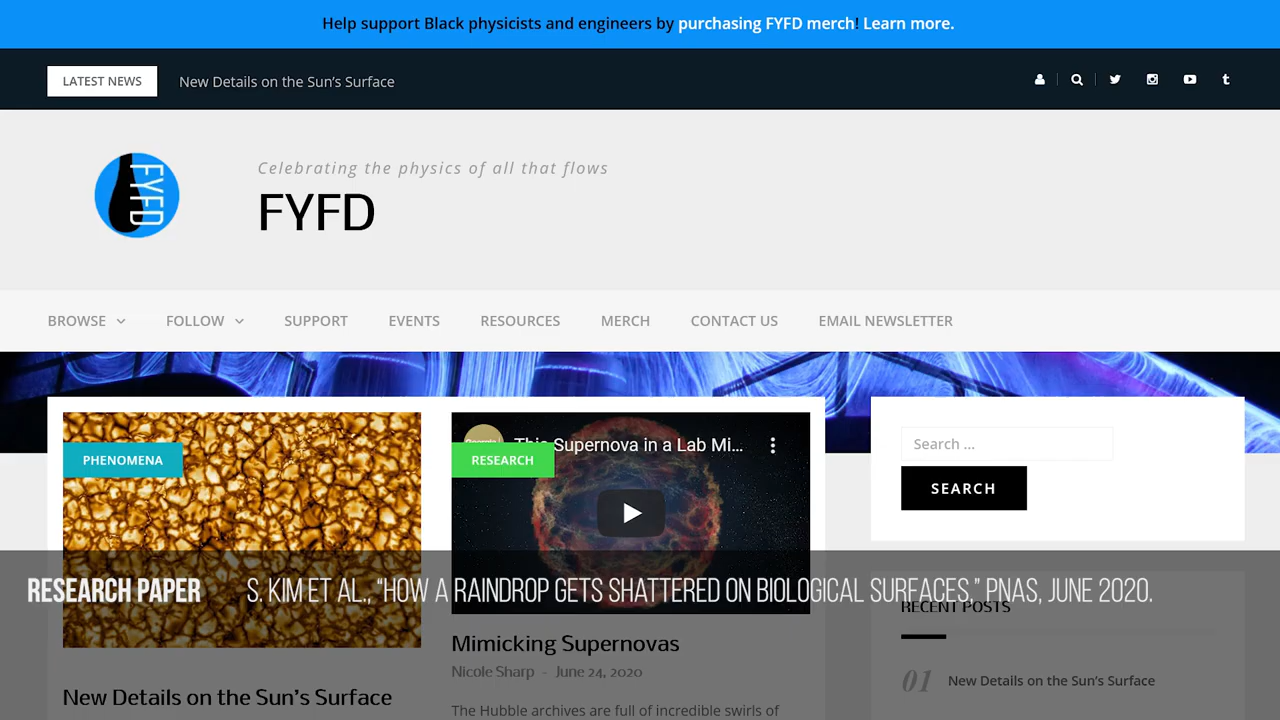 Help support Black physicists and engineers by purchasing FYFD merch! Learn more.
LATEST NEWS
New Details on the Sun's Surface
Celebrating the physics of all that flows
FYFD
FYFD
BROWSE FOLLOW SUPPORT EVENTS RESOURCES MERCH CONTACT US EMAIL NEWSLETTER
PHENOMENA
New Details on the Sun's Surface
This Supernova in a Lab Mi...
RESEARCH
Mimicking Supernovas
Nicole Sharp - June 24, 2020
The Hubble archives are full of incredible swirls of
Search ...
SEARCH
RECENT POSTS
01 New Details on the Sun's Surface
RESEARCH PAPER S. KIM ET AL., “HOW A RAINDROP GETS SHATTERED ON BIOLOGICAL SURFACES,” PNAS, JUNE 2020.